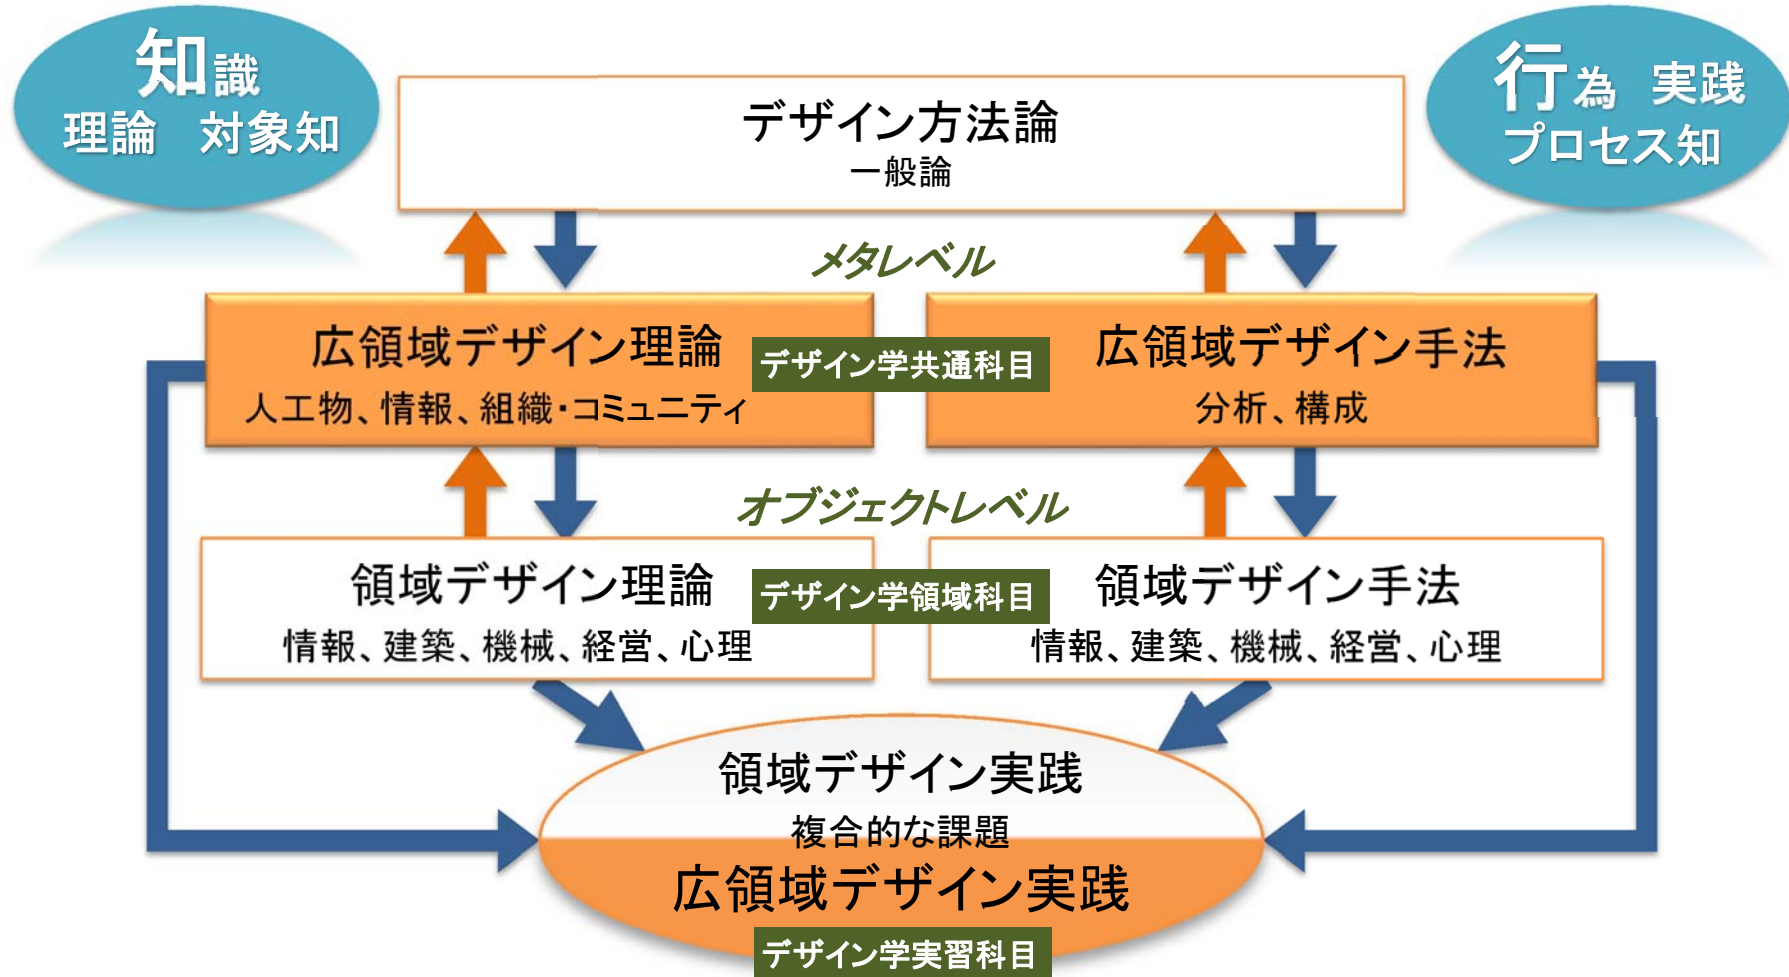 知識
理論　対象知
行為　実践
プロセス知
デザイン方法論
一般論
メタレベル
広領域デザイン理論
人工物、情報、組織・コミュニティ
デザイン学共通科目
広領域デザイン手法
分析、構成
オブジェクトレベル
領域デザイン理論
情報、建築、機械、経営、心理
デザイン学領域科目
領域デザイン手法
情報、建築、機械、経営、心理
領域デザイン実践
複合的な課題
広領域デザイン実践
デザイン学実習科目